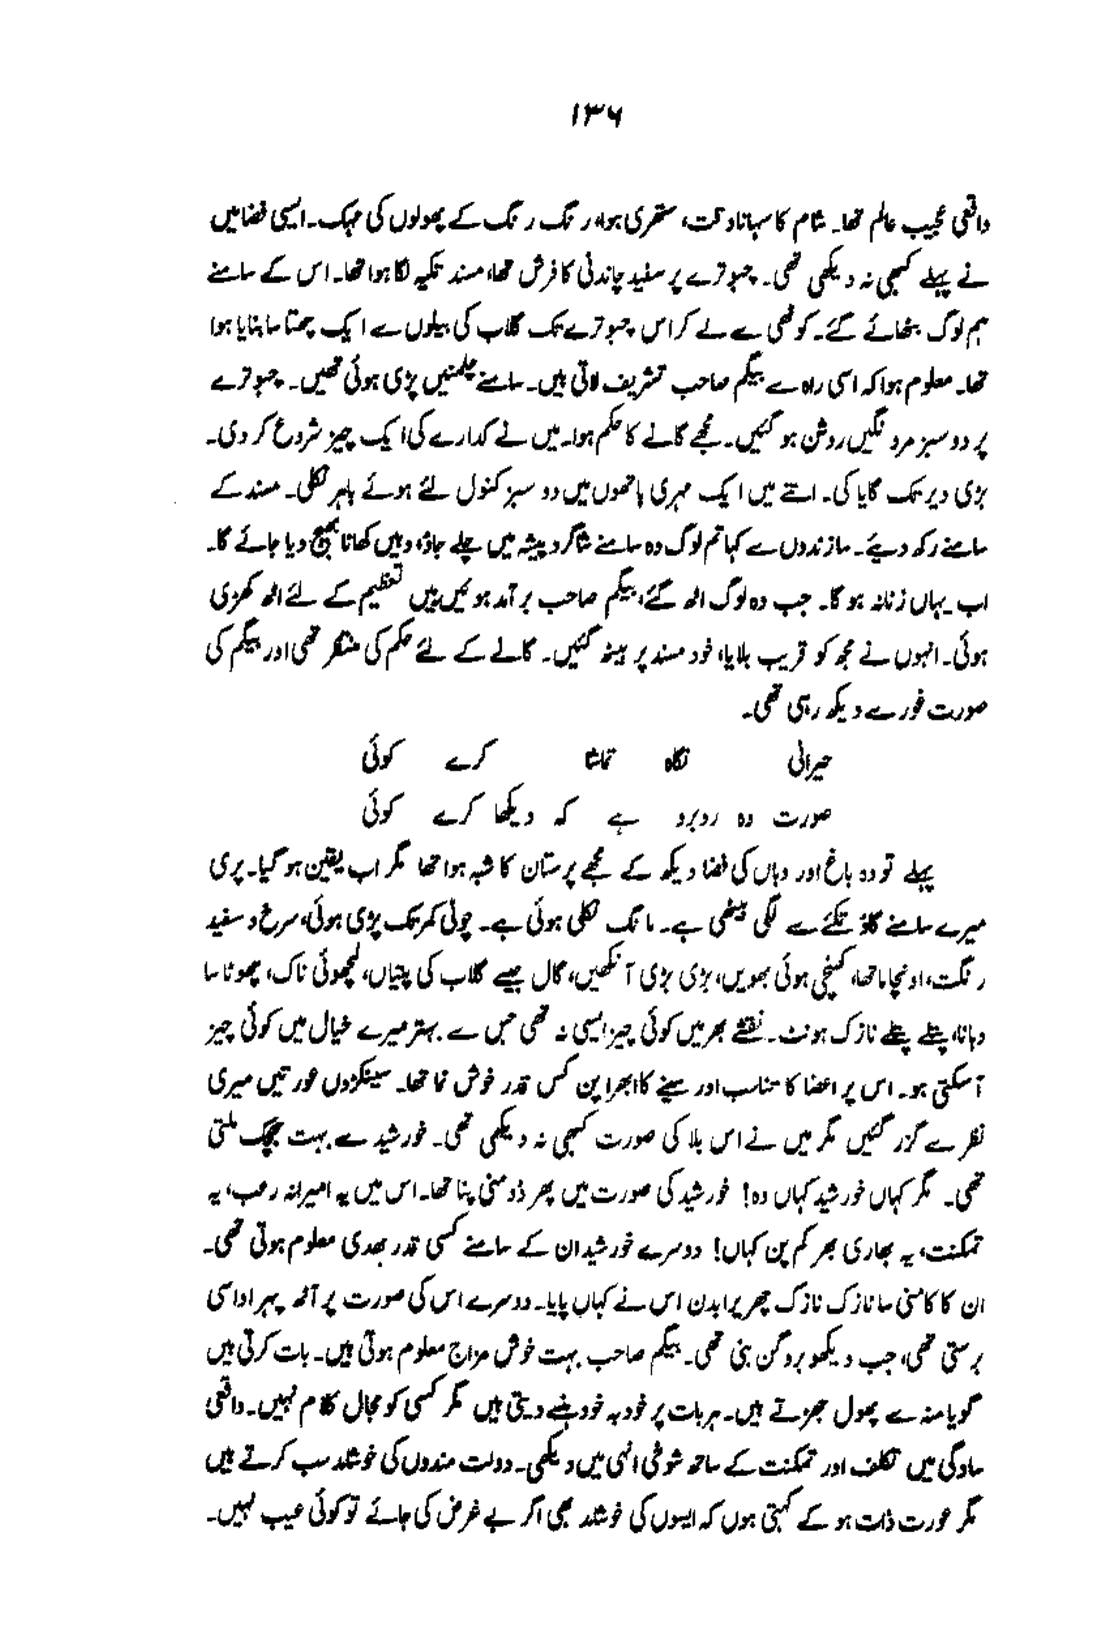 ۱۳۶
واقعی عجیب عالم تھا۔ شام کا سہانا وقت، ستھری ہوا، رنگ رنگ کے پھولوں کی مہک۔ ایسی فضا میں
نے پہلے کبھی نہ دیکھی تھی۔ چبوترے پر سفید چاندنی کا فرش تھا، مسند تکیہ لگا ہوا تھا۔ اس کے سامنے
ہم لوگ بٹھائے گئے۔ کوٹھی سے لے کر اس چبوترے تک گلاب کی بیلوں سے ایک چھتا سا بنایا ہوا
تھا۔ معلوم ہوا کہ اسی راہ سے بیگم صاحب تشریف لاتی ہیں۔ سامنے چلمنیں پڑی ہوئی تھیں۔ چبوترے
پر دو سبز مردنگیں روشن ہو گئیں۔ مجھے گانے کا حکم ہوا۔ میں نے کدارے کی ایک چیز شروع کر دی۔
بڑی دیر تک گایا کی۔ اتنے میں ایک مہری ہاتھوں میں دو سبز کنول لئے ہوئے باہر نکلی۔ مسند کے
سامنے رکھ دیئے۔ سازندوں سے کہا تم لوگ وہ سامنے شاگرد پیشہ میں چلے جاؤ، وہیں کھانا بھیج دیا جائے گا۔
اب یہاں زنانہ ہو گا۔ جب وہ لوگ اٹھ گئے، بیگم صاحب برآمد ہوئیں میں تعظیم کے لئے اٹھ کھڑی
ہوئی۔ انہوں نے مجھ کو قریب بلایا، خود مسند پر بیٹھ گئیں۔ گانے کے لئے حکم کی منتظر تھی اور بیگم کی
صورت غور سے دیکھ رہی تھی۔
حیرانی نگاہ تماشا کرے کوئی
صورت وہ روبرو ہے کہ دیکھا کرے کوئی
پہلے تو وہ باغ اور وہاں کی فضا دیکھ کے مجھے پرستان کا شبہ ہوا تھا مگر اب یقین ہو گیا۔ پری
میرے سامنے گاؤ تکئے سے لگی بیٹھی ہے۔ مانگ نکلی ہوئی ہے۔ چوٹی کمر تک پڑی ہوئی، سرخ و سفید
رنگت، اونچا ماتھا، کھینچی ہوئی بھویں، بڑی بڑی آنکھیں، گال جیسے گلاب کی پتیاں، لمچھوئی ناک، چھوٹا سا
دہانا، پتلے پتلے نازک ہونٹ۔ نقشے بھر میں کوئی چیز ایسی نہ تھی جس سے بہتر میرے خیال میں کوئی چیز
آ سکتی ہو۔ اس پر اعضا کا تناسب اور سینے کا ابھرا پن کس قدر خوش نما تھا۔ سینکڑوں عورتیں میری
نظر سے گزر گئیں مگر میں نے اس بلا کی صورت کبھی نہ دیکھی تھی۔ خورشید سے بہت جھک ملتی
تھی۔ مگر کہاں خورشید کہاں وہ! خورشید کی صورت میں پھر ڈومنی پنا تھا۔ اس میں یہ امیرانہ رعب، یہ
تمکنت، یہ بھاری بھر کم پن کہاں! دوسرے خورشید ان کے سامنے کسی قدر بھدی معلوم ہوتی تھی۔
ان کا کامنی سا نازک نازک چھریرا بدن اس نے کہاں پایا۔ دوسرے اس کی صورت پر آٹھ پہر اداسی
برستی تھی، جب دیکھو بروگن بنی تھی۔ بیگم صاحب بہت خوش مزاج معلوم ہوتی ہیں۔ بات کرتی ہیں
گویا منہ سے پھول جھڑتے ہیں۔ ہر بات پر خود بہ خود ہنسے دیتی ہیں مگر کسی کو مجال کلام نہیں۔ واقعی
سادگی میں تکلف اور تمکنت کے ساتھ شوخی انہی میں دیکھی۔ دولت مندوں کی خوشامد سب کرتے ہیں
مگر عورت ذات ہو کے کہتی ہوں کہ ایسوں کی خوشامد بھی اگر بے غرض کی جائے تو کوئی عیب نہیں۔